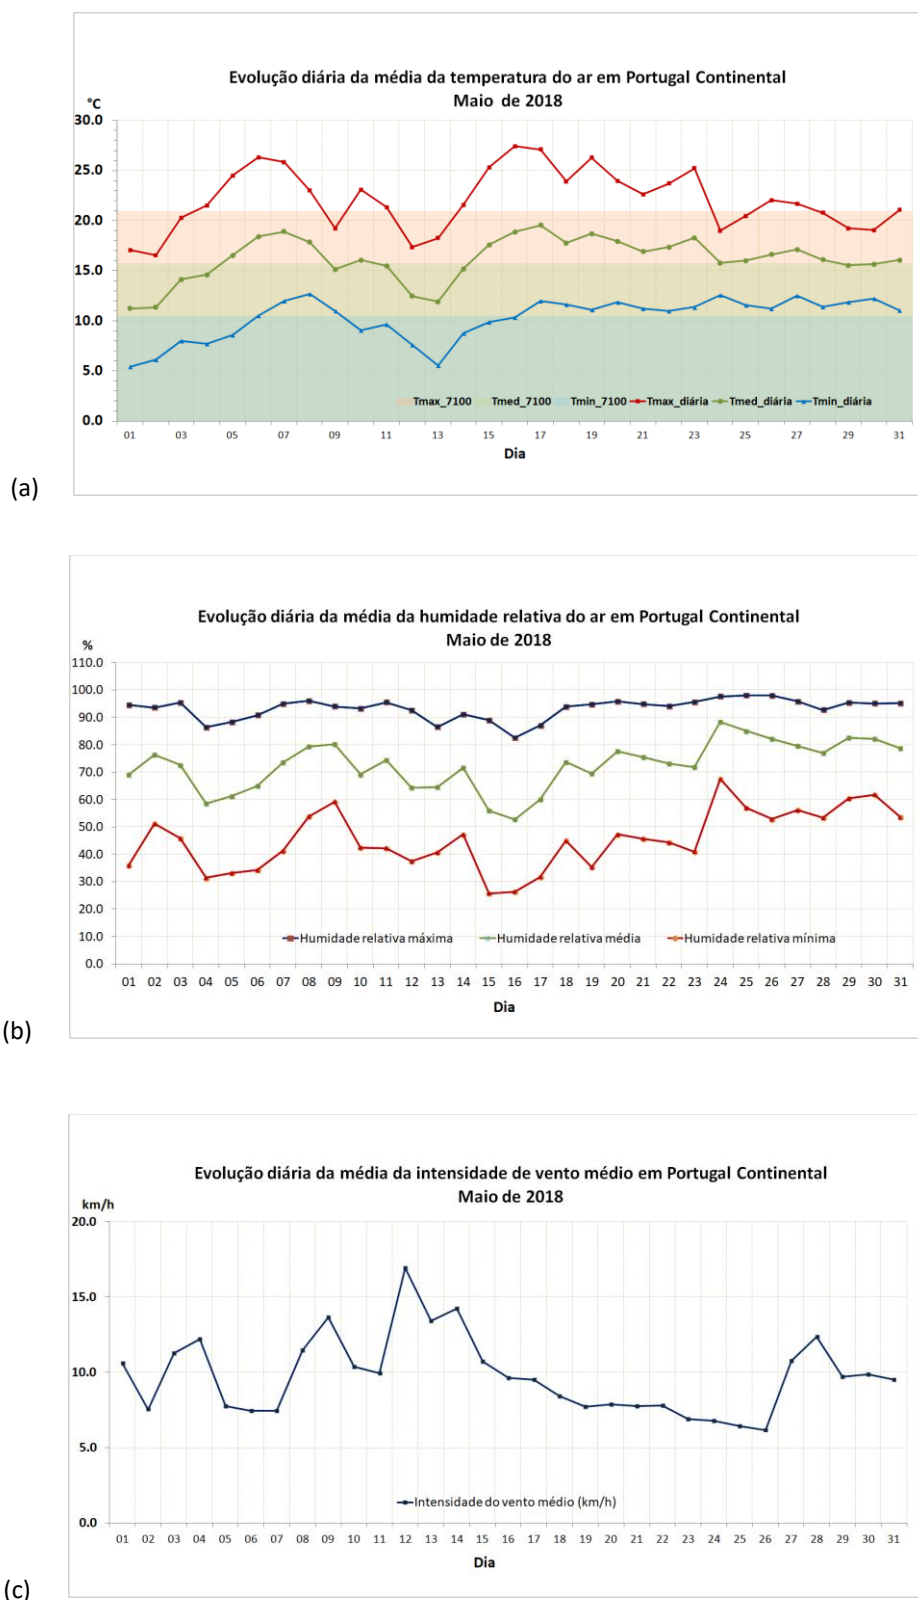 Evolução diária da média da temperatura do ar em Portugal Continental
Maio de 2018
°C
30.0
25.0
20.0
15.0
10.0
5.0
0.0
Tmax_7100 Tmed_7100 Tmin_7100 Tmax_diária Tmed_diária Tmin_diária
01 03 05 07 09 11 13 15 17 19 21 23 25 27 29 31
Dia
(a)
Evolução diária da média da humidade relativa do ar em Portugal Continental
Maio de 2018
%
110.0
100.0
90.0
80.0
70.0
60.0
50.0
40.0
30.0
20.0
10.0
0.0
Humidade relativa máxima Humidade relativa média Humidade relativa mínima
01 02 03 04 05 06 07 08 09 10 11 12 13 14 15 16 17 18 19 20 21 22 23 24 25 26 27 28 29 30 31
Dia
(b)
Evolução diária da média da intensidade de vento médio em Portugal Continental
Maio de 2018
km/h
20.0
15.0
10.0
5.0
0.0
Intensidade do vento médio (km/h)
01 02 03 04 05 06 07 08 09 10 11 12 13 14 15 16 17 18 19 20 21 22 23 24 25 26 27 28 29 30 31
Dia
(c)